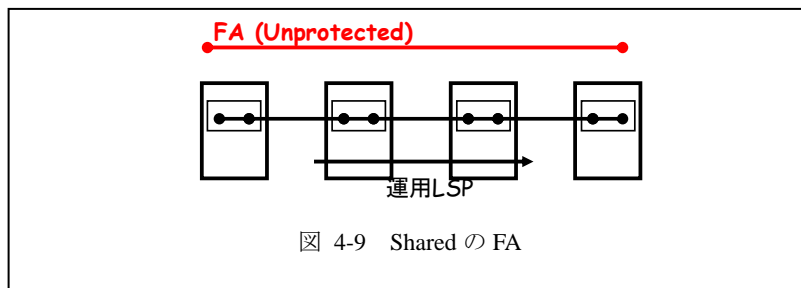 FA (Unprotected)
運用LSP
図 4-9 Shared の FA